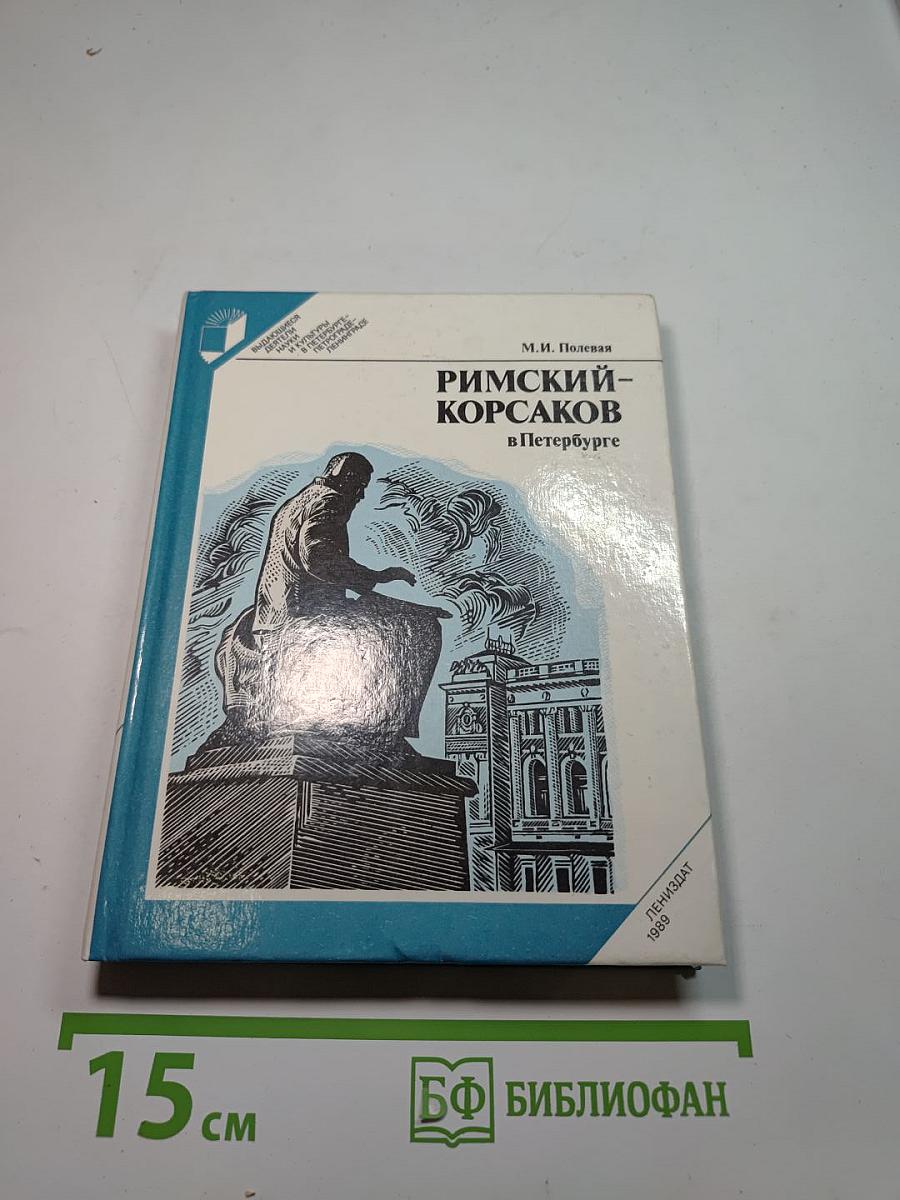 ВЫДАЮЩИЕСЯ
ДЕЯТЕЛИ
НАУКИ
И КУЛЬТУРЫ
В ПЕТЕРБУРГЕ–
ПЕТРОГРАДЕ–
ЛЕНИНГРАДЕ
М.И. Полевая
РИМСКИЙ–
КОРСАКОВ
в Петербурге
ЛЕНИЗДАТ
1989
15 см
БФ БИБЛИОФАН